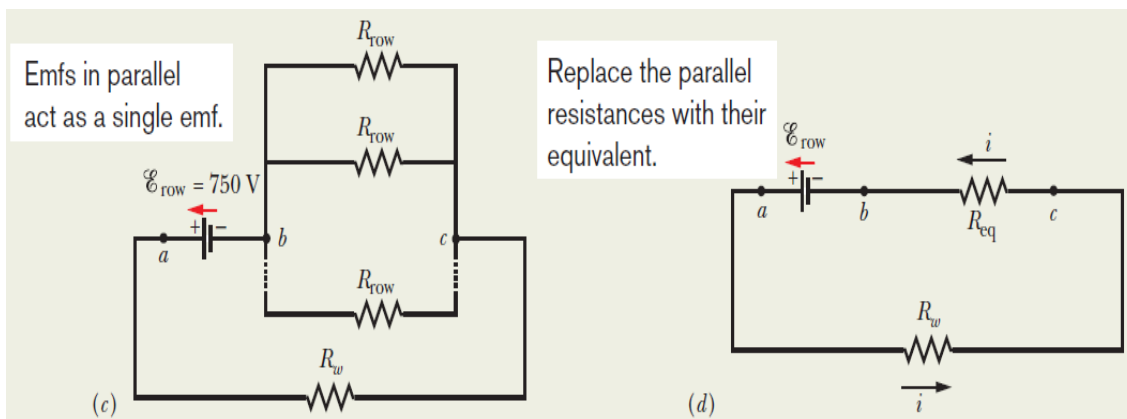 Emfs in parallel
act as a single emf.
R_row
R_row
ℰ_row = 750 V
+ −
a
b
c
R_row
R_w
(c)
Replace the parallel
resistances with their
equivalent.
ℰ_row
i
+ −
a
b
R_eq
c
R_w
i
(d)